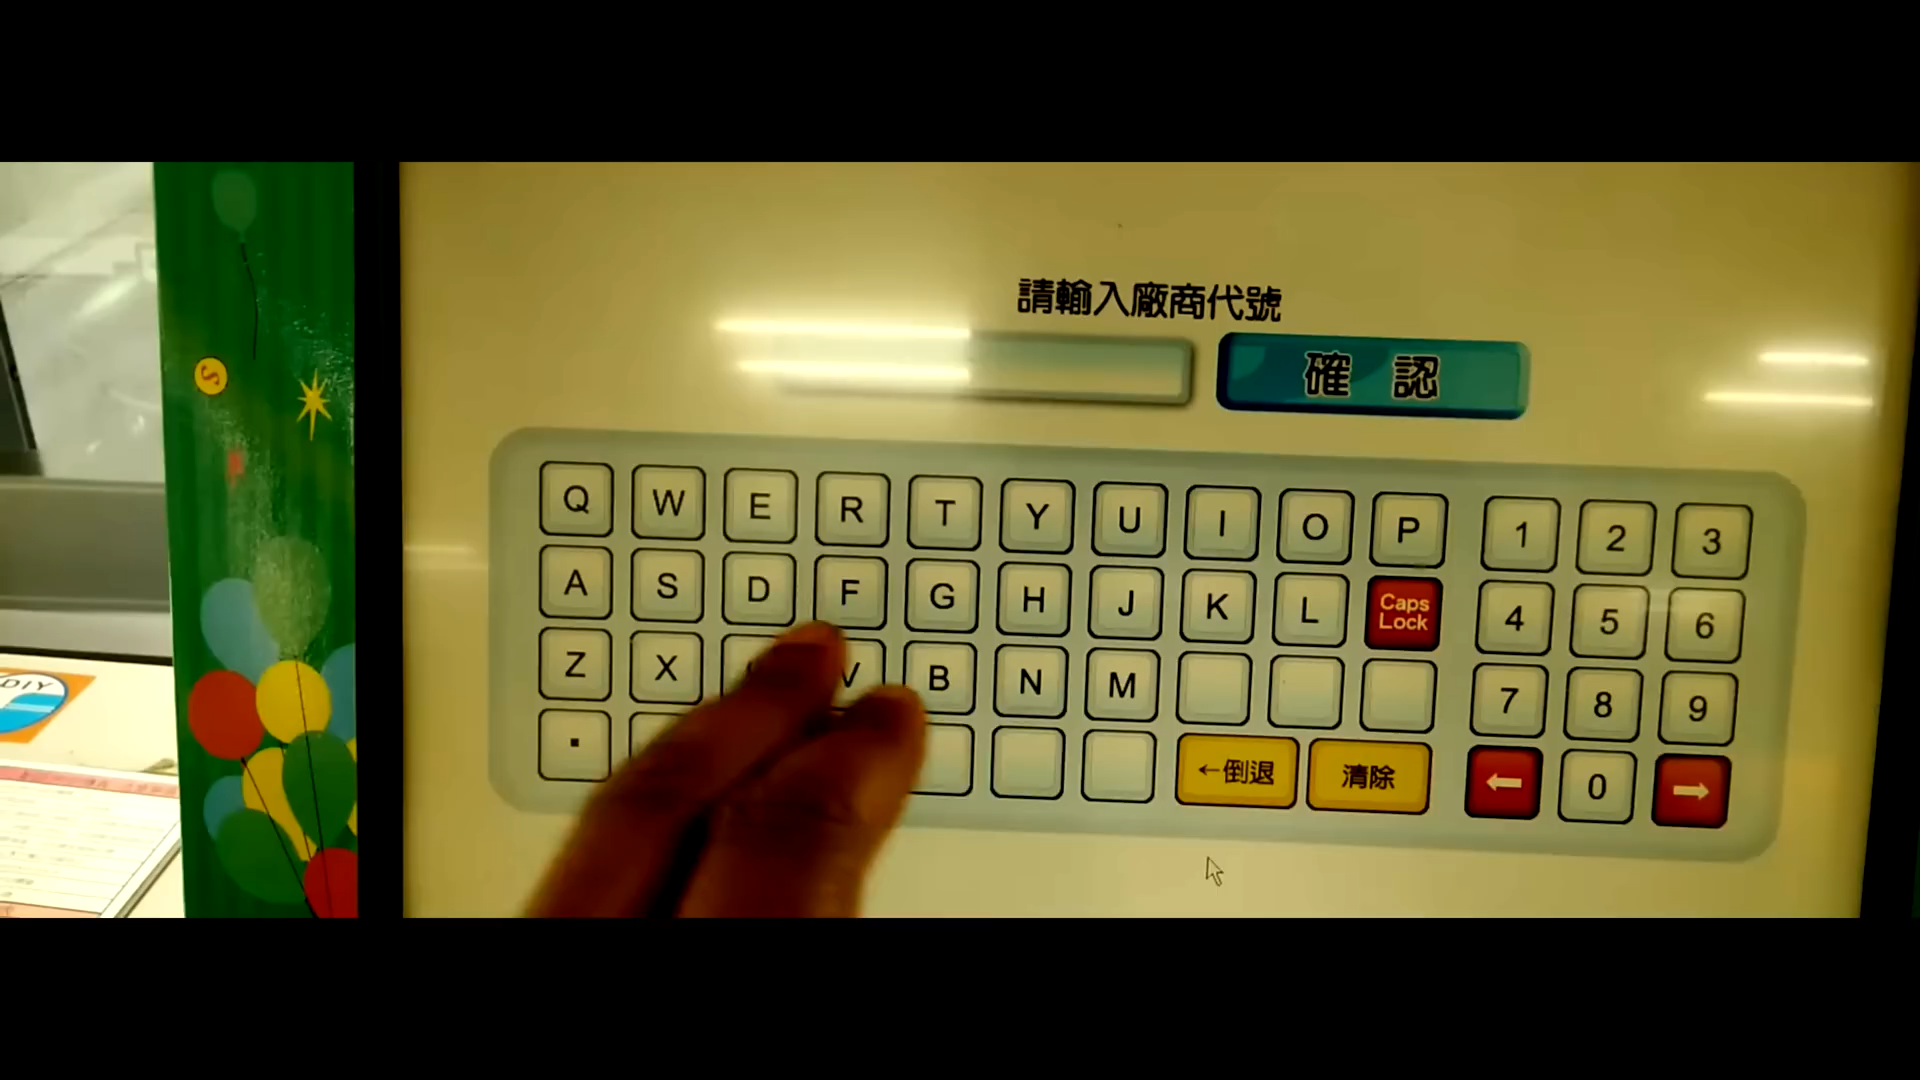 請輸入廠商代號
確 認
Q W E R T Y U I O P 1 2 3
A S D F G H J K L Caps Lock 4 5 6
Z X V B N M 7 8 9
. ←倒退 清除 ← 0 →
DIY
S